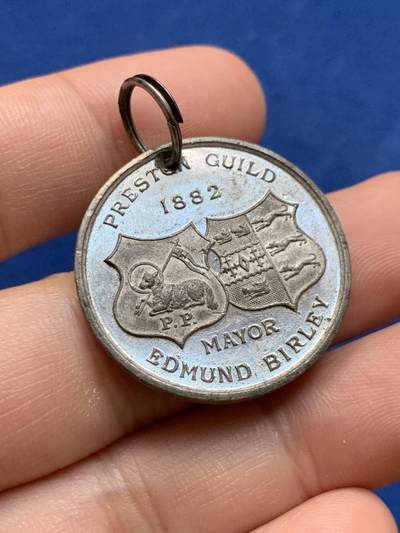 PRESTON GUILD
1882
P.P.
MAYOR
EDMUND BIRLEY